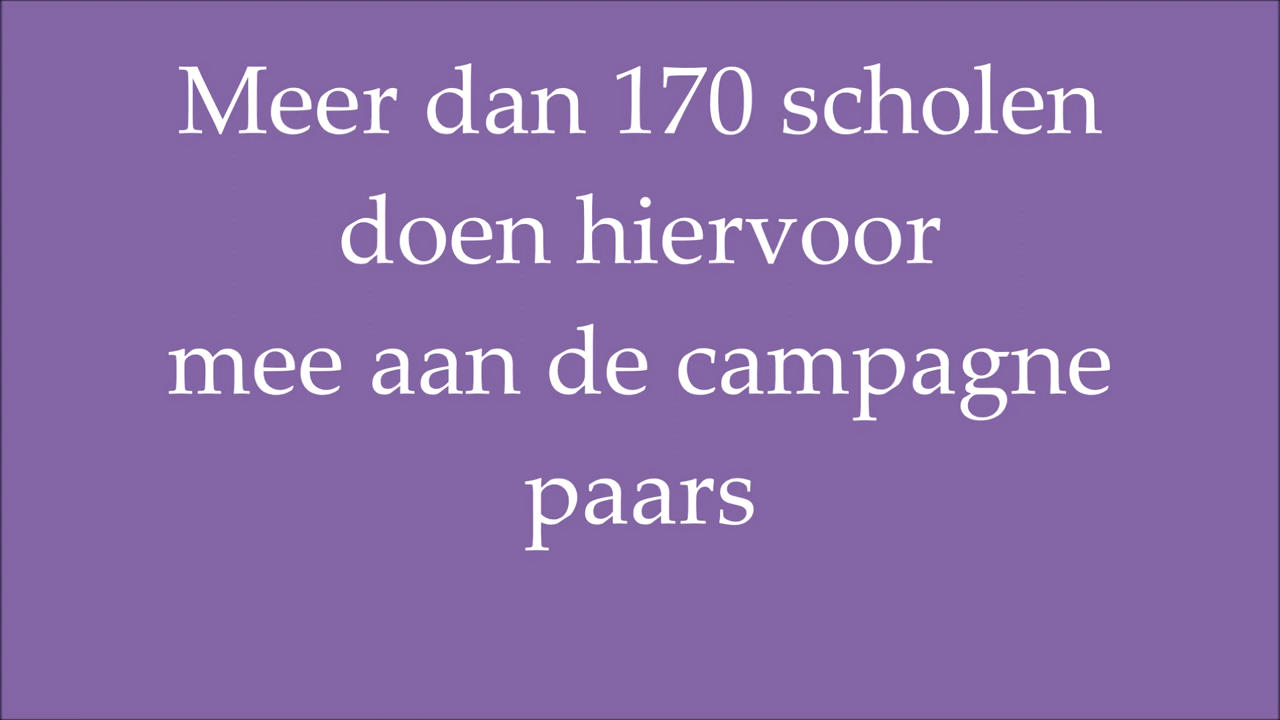 Meer dan 170 scholen
doen hiervoor
mee aan de campagne
paars